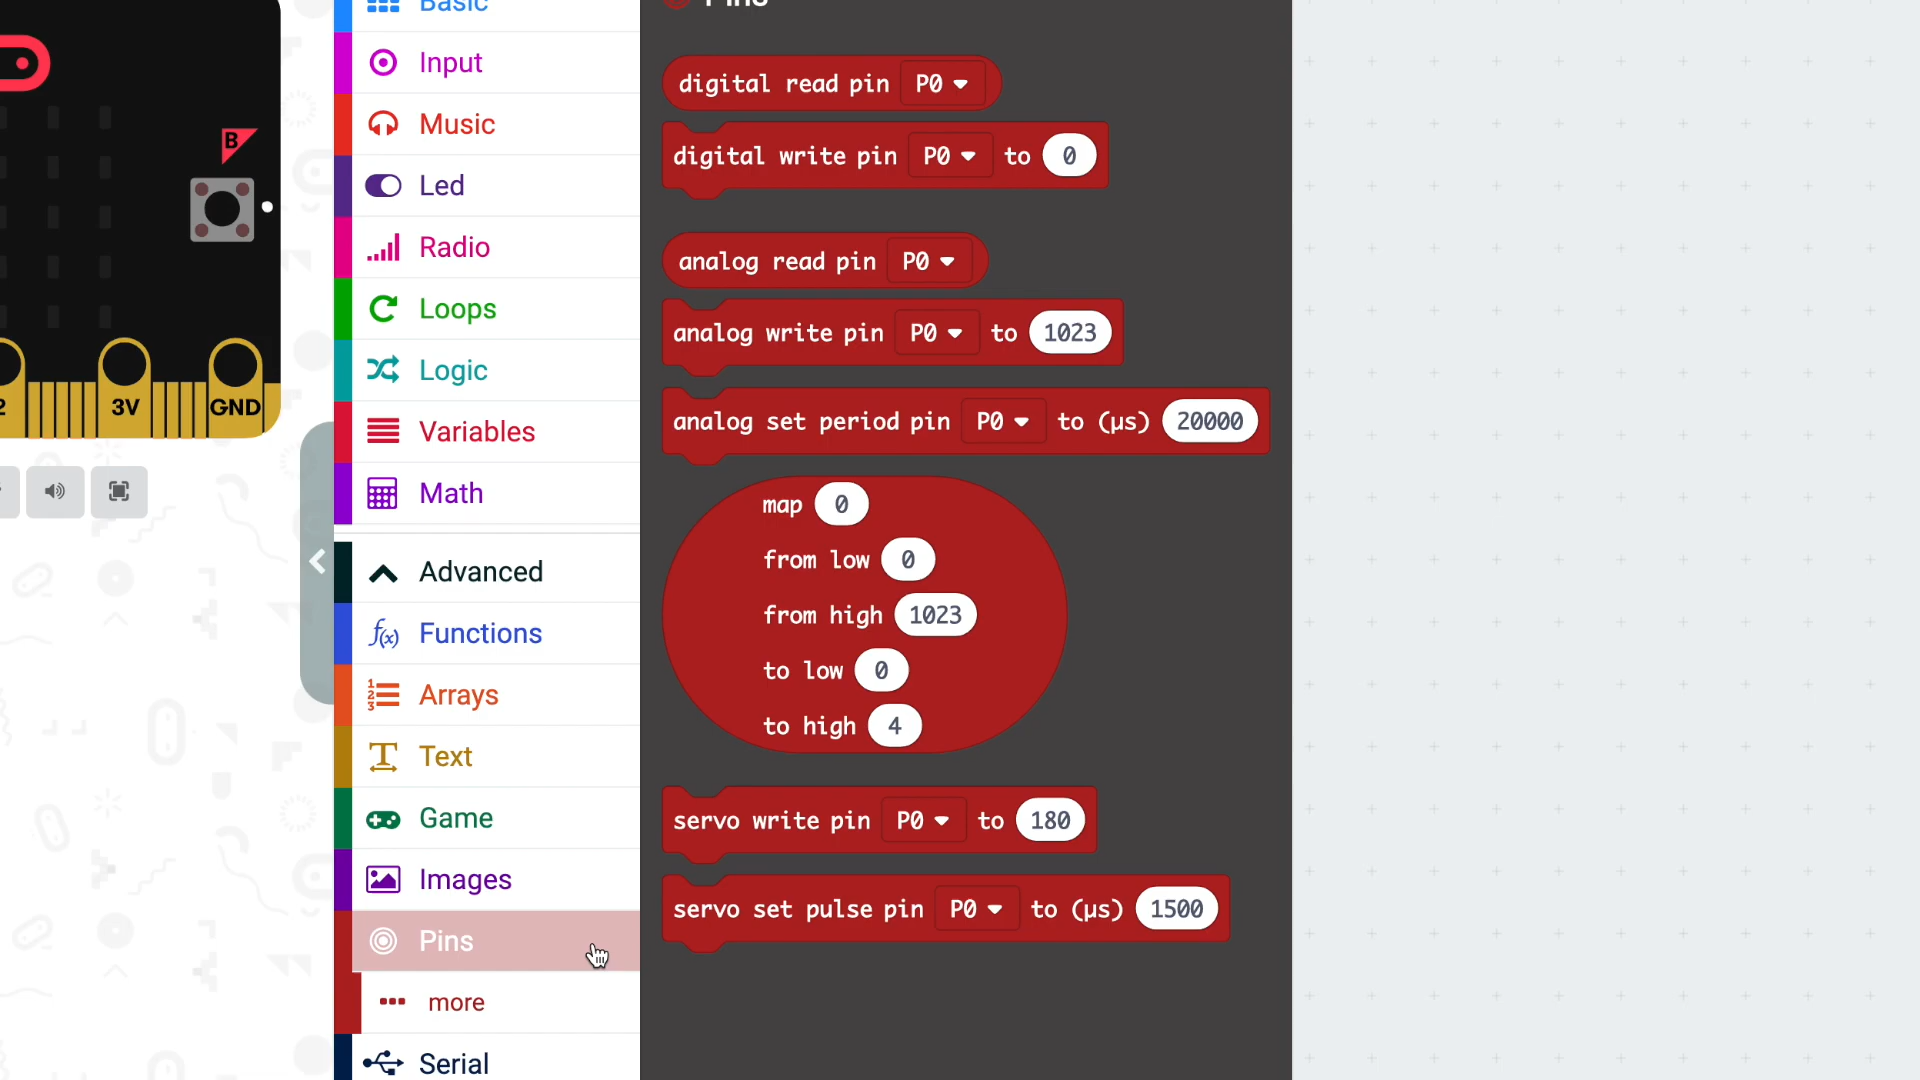 Basic
Input
Music
Led
Radio
Loops
Logic
Variables
Math
Advanced
Functions
Arrays
Text
Game
Images
Pins
more
Serial
Pins
digital read pin P0
digital write pin P0 to 0
analog read pin P0
analog write pin P0 to 1023
analog set period pin P0 to (µs) 20000
map 0
from low 0
from high 1023
to low 0
to high 4
servo write pin P0 to 180
servo set pulse pin P0 to (µs) 1500
B
2 3V GND